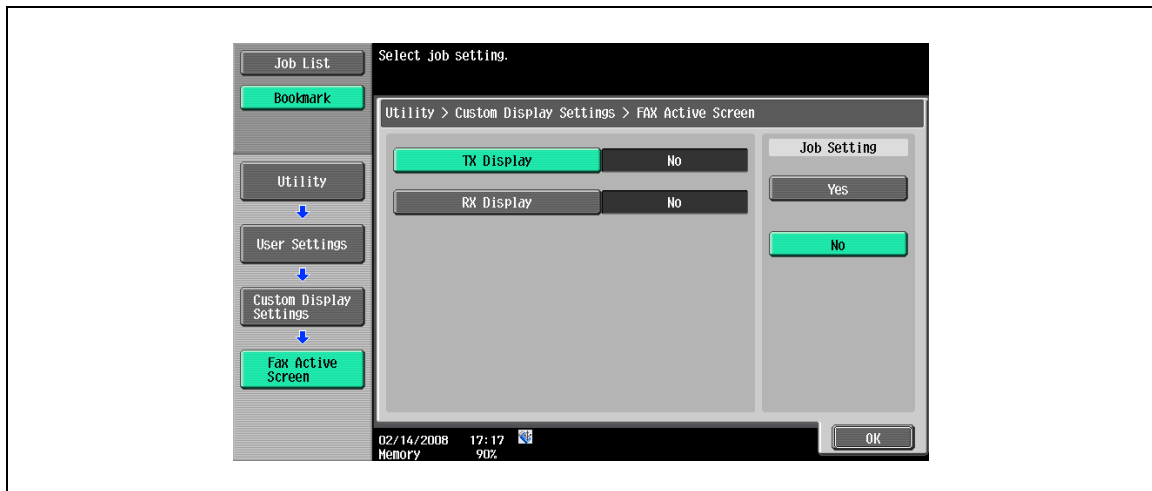 Job List
Bookmark
Utility
User Settings
Custom Display
Settings
Fax Active
Screen
Select job setting.
Utility > Custom Display Settings > FAX Active Screen
TX Display No
RX Display No
Job Setting
Yes
No
02/14/2008 17:17
Memory 90%
OK